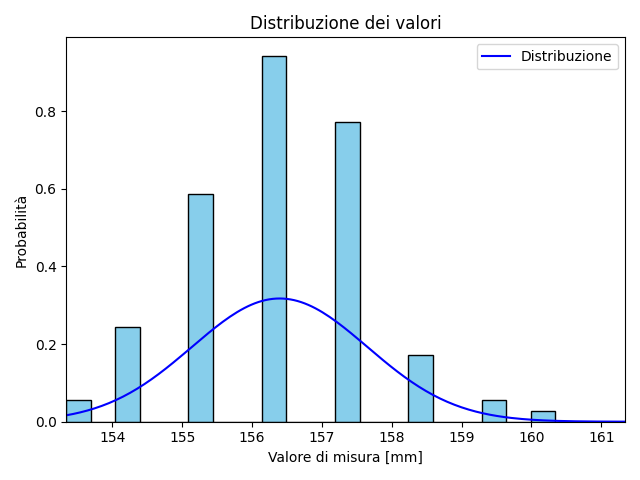 Distribuzione dei valori
Distribuzione
Probabilità
0.8
0.6
0.4
0.2
0.0
154 155 156 157 158 159 160 161
Valore di misura [mm]